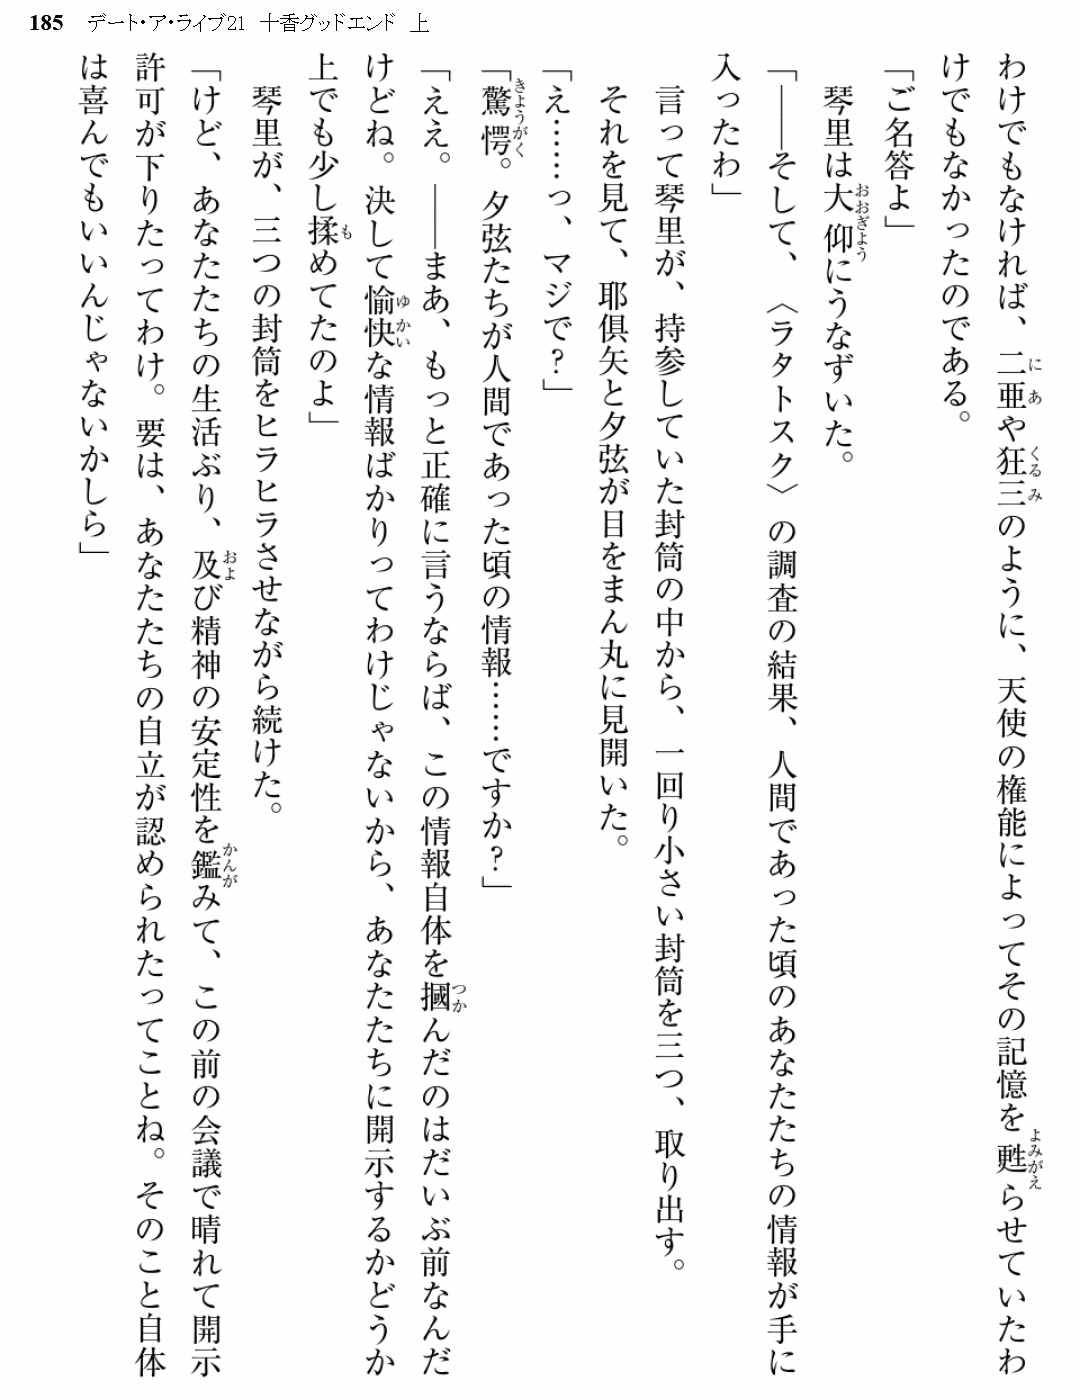 185 デート・ア・ライブ21 十香グッドエンド 上
わけでもなければ、二亜や狂三のように、天使の権能によってその記憶を甦らせていたわ
けでもなかったのである。
「ご名答よ」
琴里は大仰にうなずいた。
「――そして、〈ラタトスク〉の調査の結果、人間であった頃のあなたたちの情報が手に
入ったわ」
言って琴里が、持参していた封筒の中から、一回り小さい封筒を三つ、取り出す。
それを見て、耶倶矢と夕弦が目をまん丸に見開いた。
「え……っ、マジで？」
「驚愕。夕弦たちが人間であった頃の情報……ですか？」
「ええ。――まあ、もっと正確に言うならば、この情報自体を摑んだのはだいぶ前なんだ
けどね。決して愉快な情報ばかりってわけじゃないから、あなたたちに開示するかどうか
上でも少し揉めてたのよ」
琴里が、三つの封筒をヒラヒラさせながら続けた。
「けど、あなたたちの生活ぶり、及び精神の安定性を鑑みて、この前の会議で晴れて開示
許可が下りたってわけ。要は、あなたたちの自立が認められたってことね。そのこと自体
は喜んでもいいんじゃないかしら」